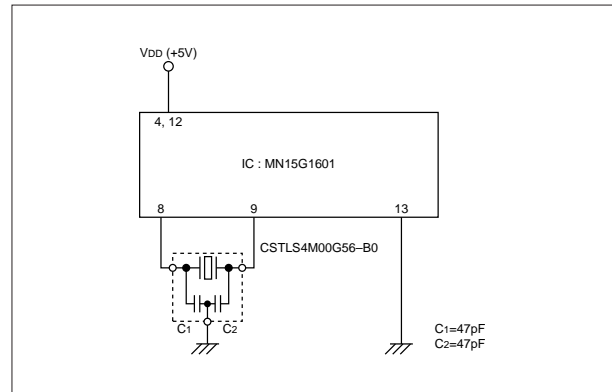 VDD (+5V)
4, 12
IC : MN15G1601
8 9 13
CSTLS4M00G56–B0
C1 C2
C1=47pF
C2=47pF